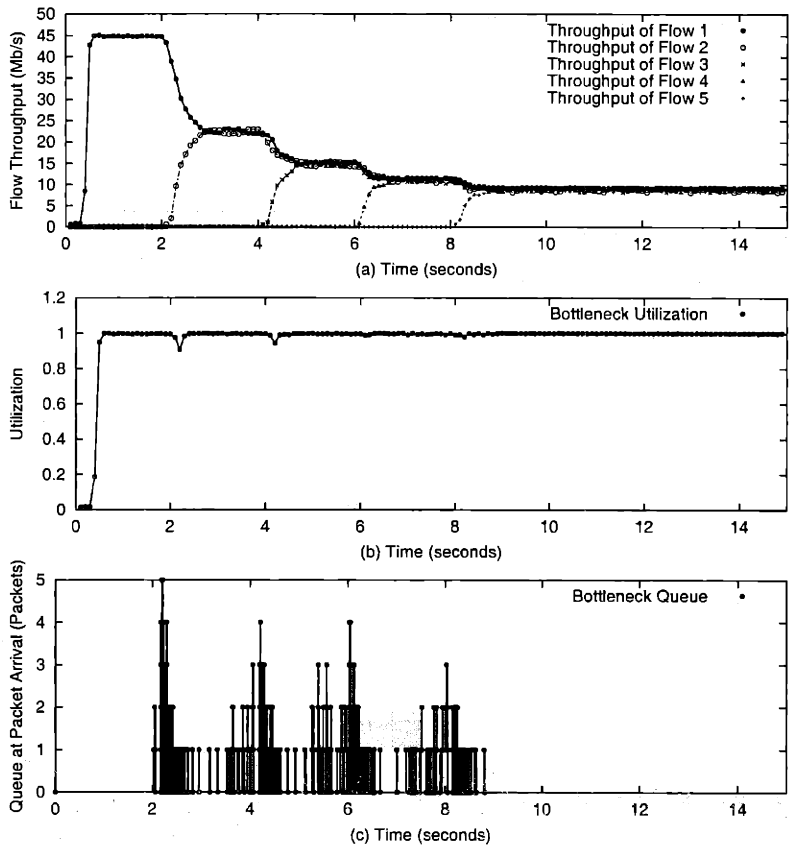 Flow Throughput (Mb/s)
50
45
40
35
30
25
20
15
10
5
0
Throughput of Flow 1
Throughput of Flow 2
Throughput of Flow 3
Throughput of Flow 4
Throughput of Flow 5
0 2 4 6 8 10 12 14
(a) Time (seconds)
Utilization
1.2
1
0.8
0.6
0.4
0.2
0
Bottleneck Utilization
0 2 4 6 8 10 12 14
(b) Time (seconds)
Queue at Packet Arrival (Packets)
5
4
3
2
1
0
Bottleneck Queue
0 2 4 6 8 10 12 14
(c) Time (seconds)